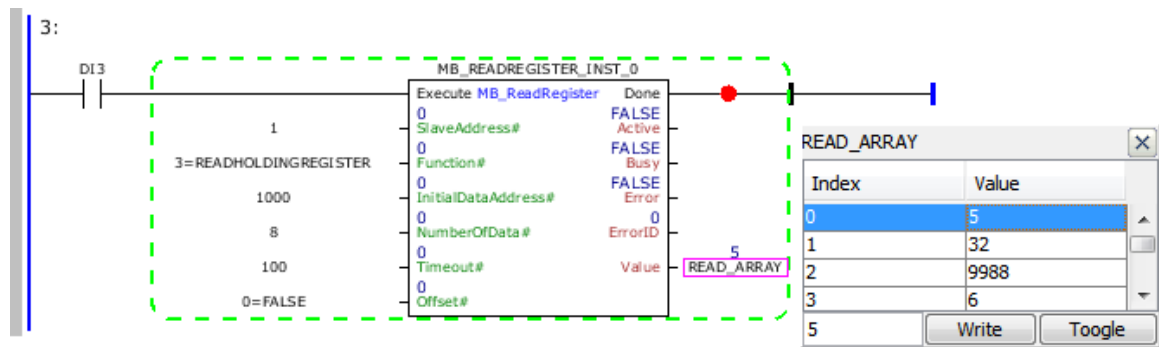 3:
DI3
MB_READREGISTER_INST_0
Execute MB_ReadRegister Done
0 FALSE
1 SlaveAddress# Active
0 FALSE
3=READHOLDINGREGISTER Function# Busy
0 FALSE
1000 InitialDataAddress# Error
0 0
8 NumberOfData# ErrorID
0 5
100 Timeout# Value READ_ARRAY
0
0=FALSE Offset#
READ_ARRAY
Index Value
0 5
1 32
2 9988
3 6
5 Write Toogle